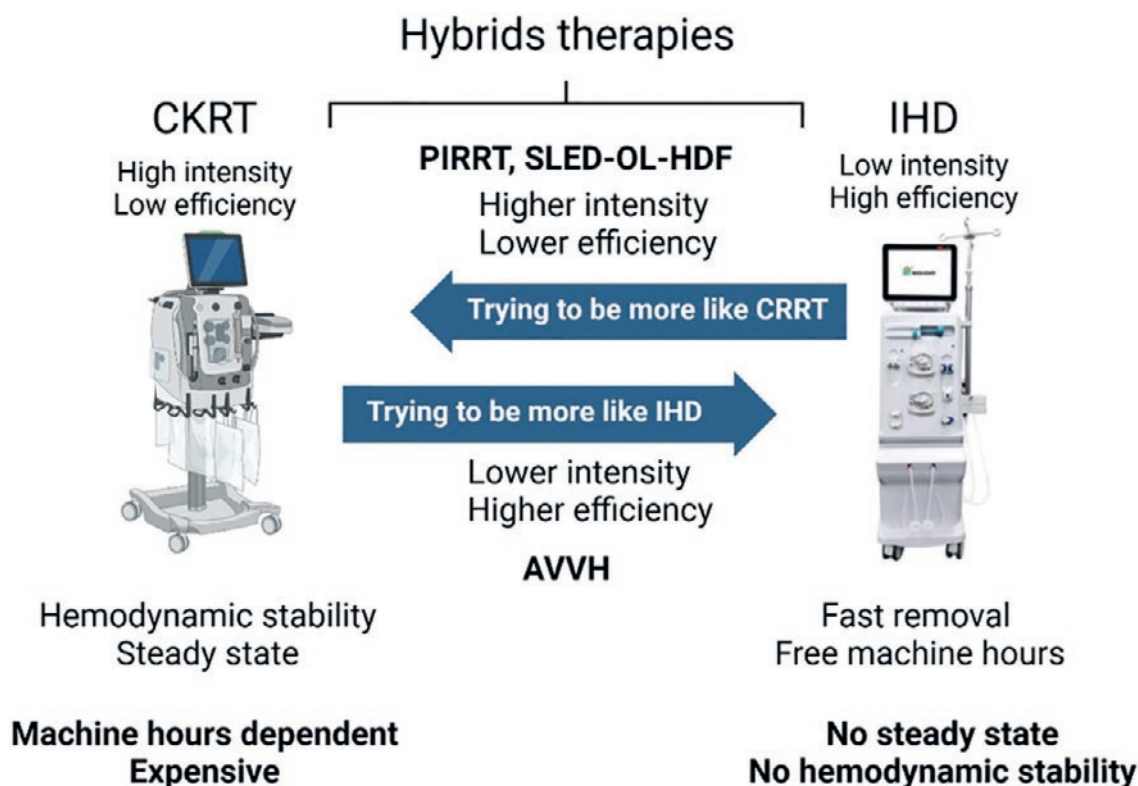 Hybrids therapies
CKRT
High intensity
Low efficiency
PIRRT, SLED-OL-HDF
Higher intensity
Lower efficiency
IHD
Low intensity
High efficiency
Trying to be more like CRRT
Trying to be more like IHD
Lower intensity
Higher efficiency
AVVH
Hemodynamic stability
Steady state
Fast removal
Free machine hours
Machine hours dependent
Expensive
No steady state
No hemodynamic stability